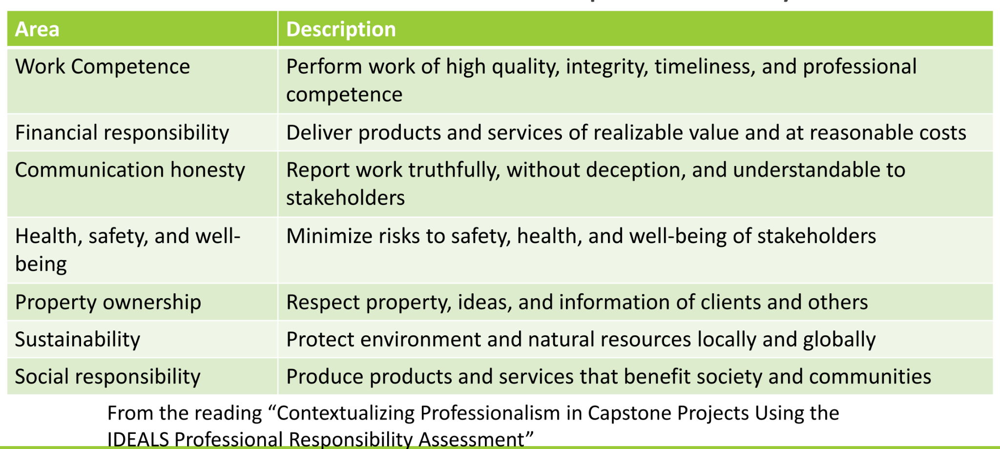 Area
Description
Work Competence
Perform work of high quality, integrity, timeliness, and professional
competence
Financial responsibility
Deliver products and services of realizable value and at reasonable costs
Communication honesty
Report work truthfully, without deception, and understandable to
stakeholders
Health, safety, and well-
being
Minimize risks to safety, health, and well-being of stakeholders
Property ownership
Respect property, ideas, and information of clients and others
Sustainability
Protect environment and natural resources locally and globally
Social responsibility
Produce products and services that benefit society and communities
From the reading “Contextualizing Professionalism in Capstone Projects Using the
IDEALS Professional Responsibility Assessment”